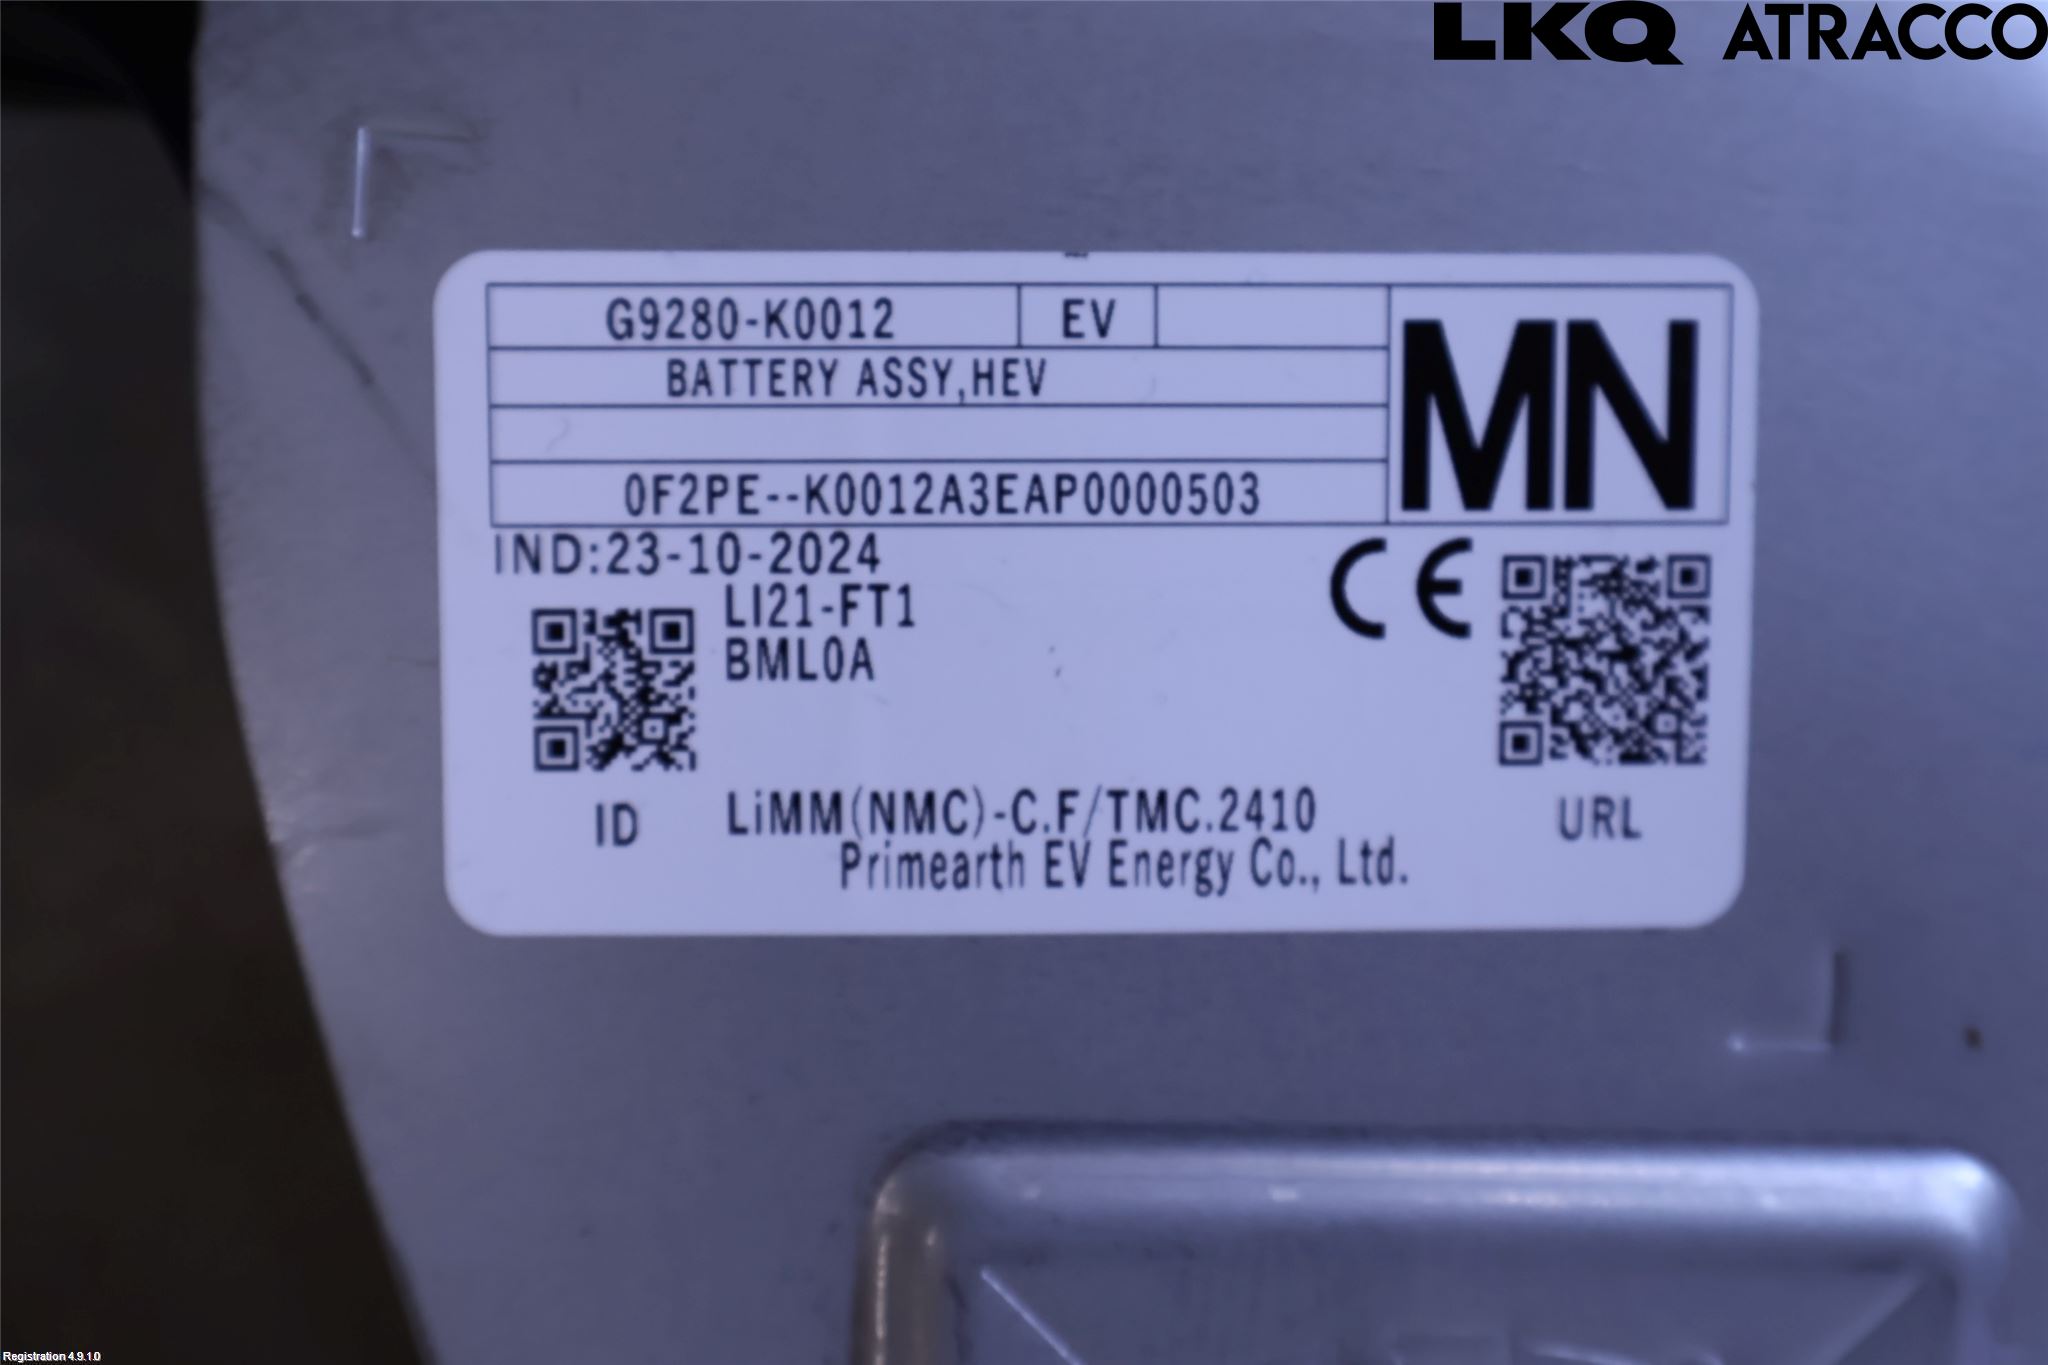 LKQ ATRACCO
G9280-K0012 EV
BATTERY ASSY,HEV
MN
0F2PE--K0012A3EAP0000503
IND:23-10-2024
LI21-FT1
BML0A
CE
ID
LiMM(NMC)-C.F/TMC.2410
URL
Primearth EV Energy Co., Ltd.
Registration 4.9.1.0